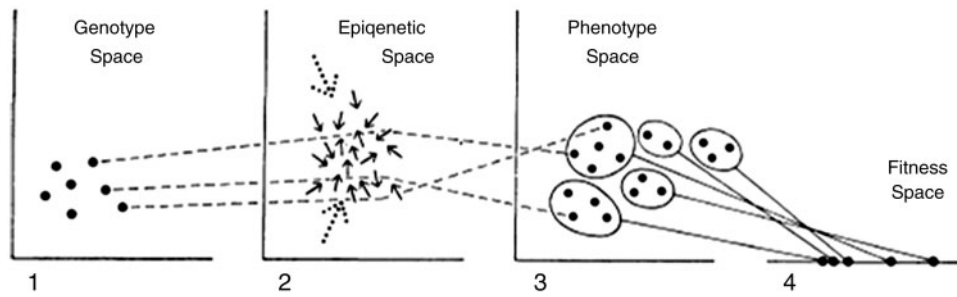 Genotype
Space
Epiqenetic
Space
Phenotype
Space
Fitness
Space
1
2
3
4